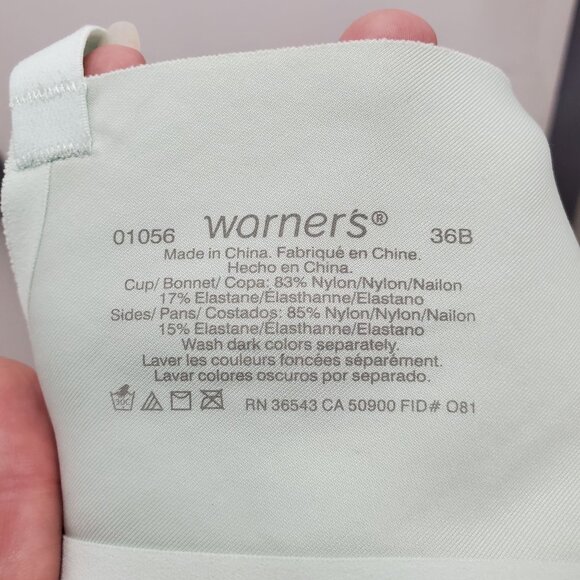 01056 warner's® 36B
Made in China. Fabriqué en Chine.
Hecho en China.
Cup/ Bonnet/ Copa: 83% Nylon/Nylon/Nailon
17% Elastane/Élasthanne/Elastano
Sides/ Pans/ Costados: 85% Nylon/Nylon/Nailon
15% Elastane/Élasthanne/Elastano
Wash dark colors separately.
Laver les couleurs foncées séparément.
Lavar colores oscuros por separado.
30C RN 36543 CA 50900 FID# O81